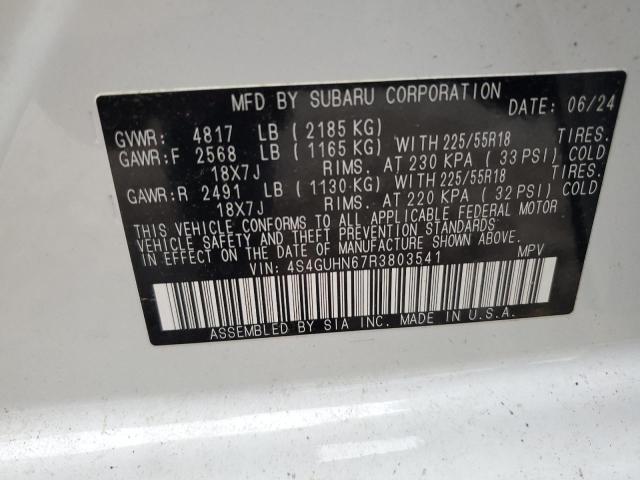 MFD BY SUBARU CORPORATION DATE: 06/24
GVWR: 4817 LB ( 2185 KG)
GAWR:F 2568 LB ( 1165 KG) WITH 225/55R18 TIRES.
18X7J RIMS. AT 230 KPA ( 33 PSI) COLD
GAWR:R 2491 LB ( 1130 KG) WITH 225/55R18 TIRES.
18X7J RIMS. AT 220 KPA ( 32 PSI) COLD
THIS VEHICLE CONFORMS TO ALL APPLICABLE FEDERAL MOTOR
VEHICLE SAFETY AND THEFT PREVENTION STANDARDS
IN EFFECT ON THE DATE OF MANUFACTURE SHOWN ABOVE.
VIN: 4S4GUHN67R3803541 MPV
ASSEMBLED BY SIA INC. MADE IN U.S.A.